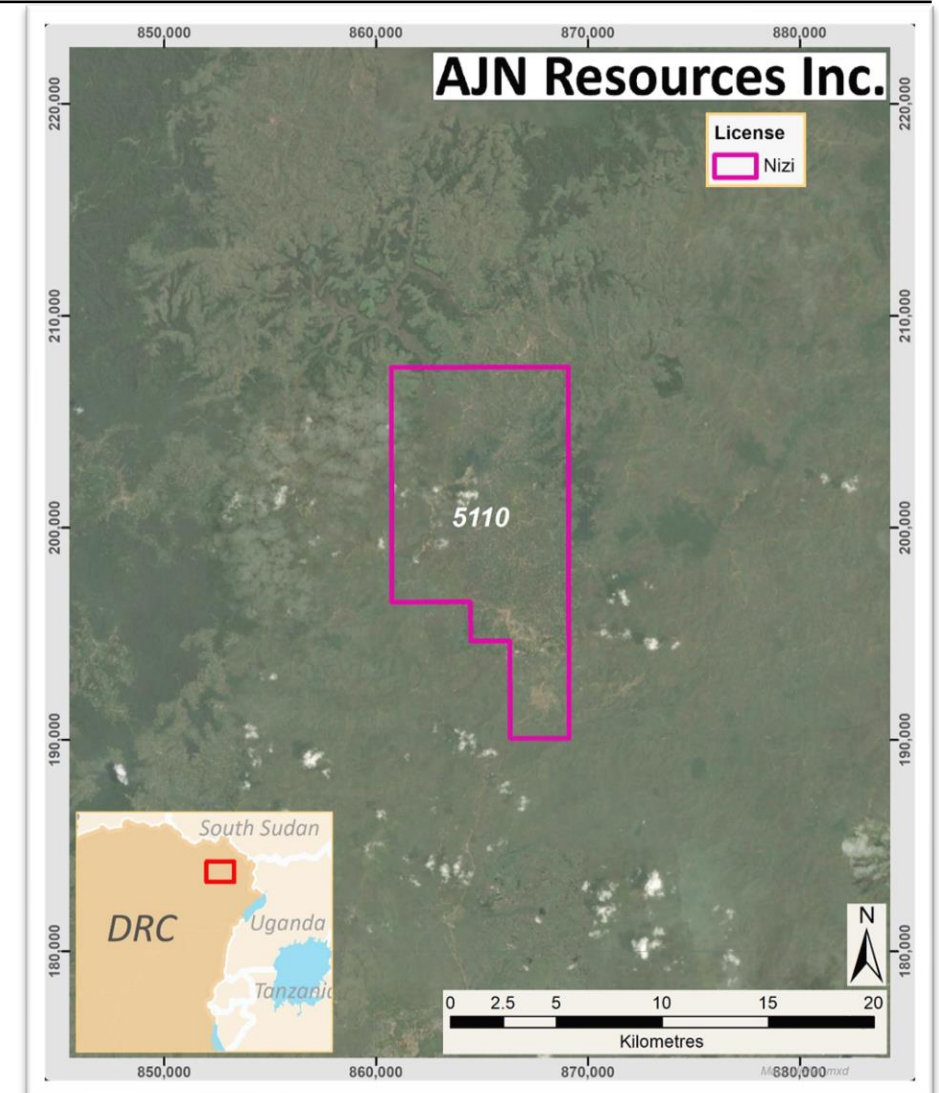 850,000 860,000 870,000 880,000
AJN Resources Inc.
220,000 220,000
License
Nizi
210,000 210,000
200,000 200,000
5110
190,000 190,000
South Sudan
DRC
Uganda
Tanzania
180,000 180,000
N
0 2.5 5 10 15 20
Kilometres
850,000 860,000 870,000 880,000